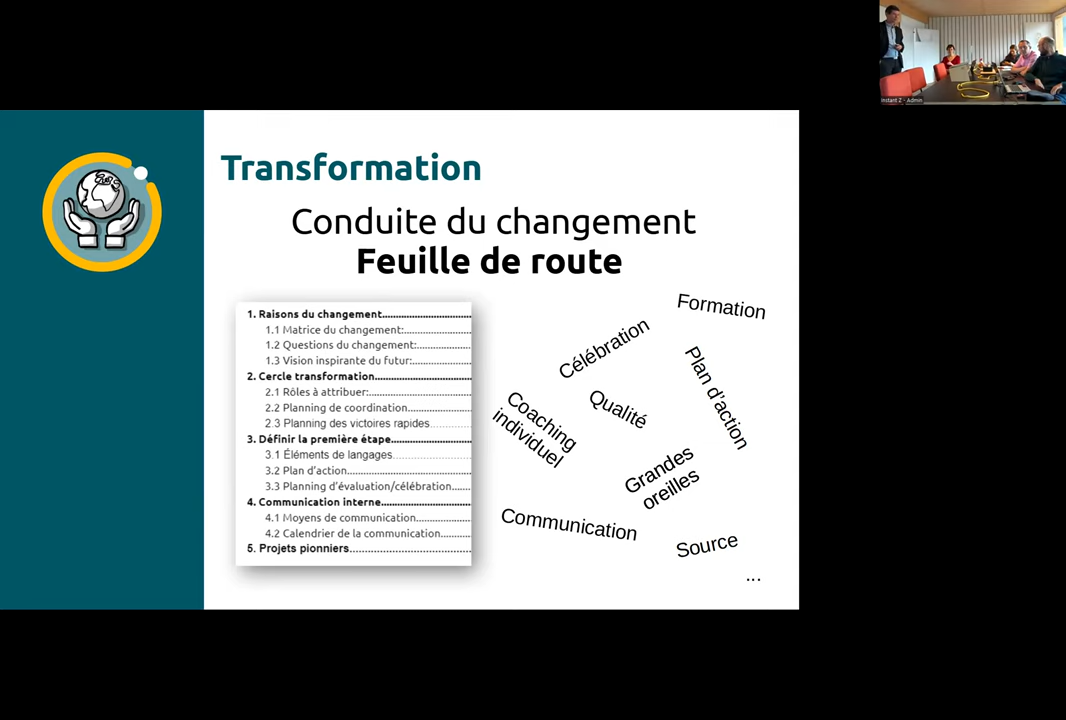 Instant Z - Admin
Transformation
Conduite du changement
Feuille de route
1. Raisons du changement
1.1 Matrice du changement:
1.2 Questions du changement:
1.3 Vision inspirante du futur:
2. Cercle transformation
2.1 Rôles à attribuer:
2.2 Planning de coordination
2.3 Planning des victoires rapides
3. Définir la première étape
3.1 Éléments de langages
3.2 Plan d'action
3.3 Planning d'évaluation/célébration
4. Communication interne
4.1 Moyens de communication
4.2 Calendrier de la communication
5. Projets pionniers
Formation
Célébration
Plan d'action
Qualité
Coaching
individuel
Grandes
oreilles
Communication
Source
...